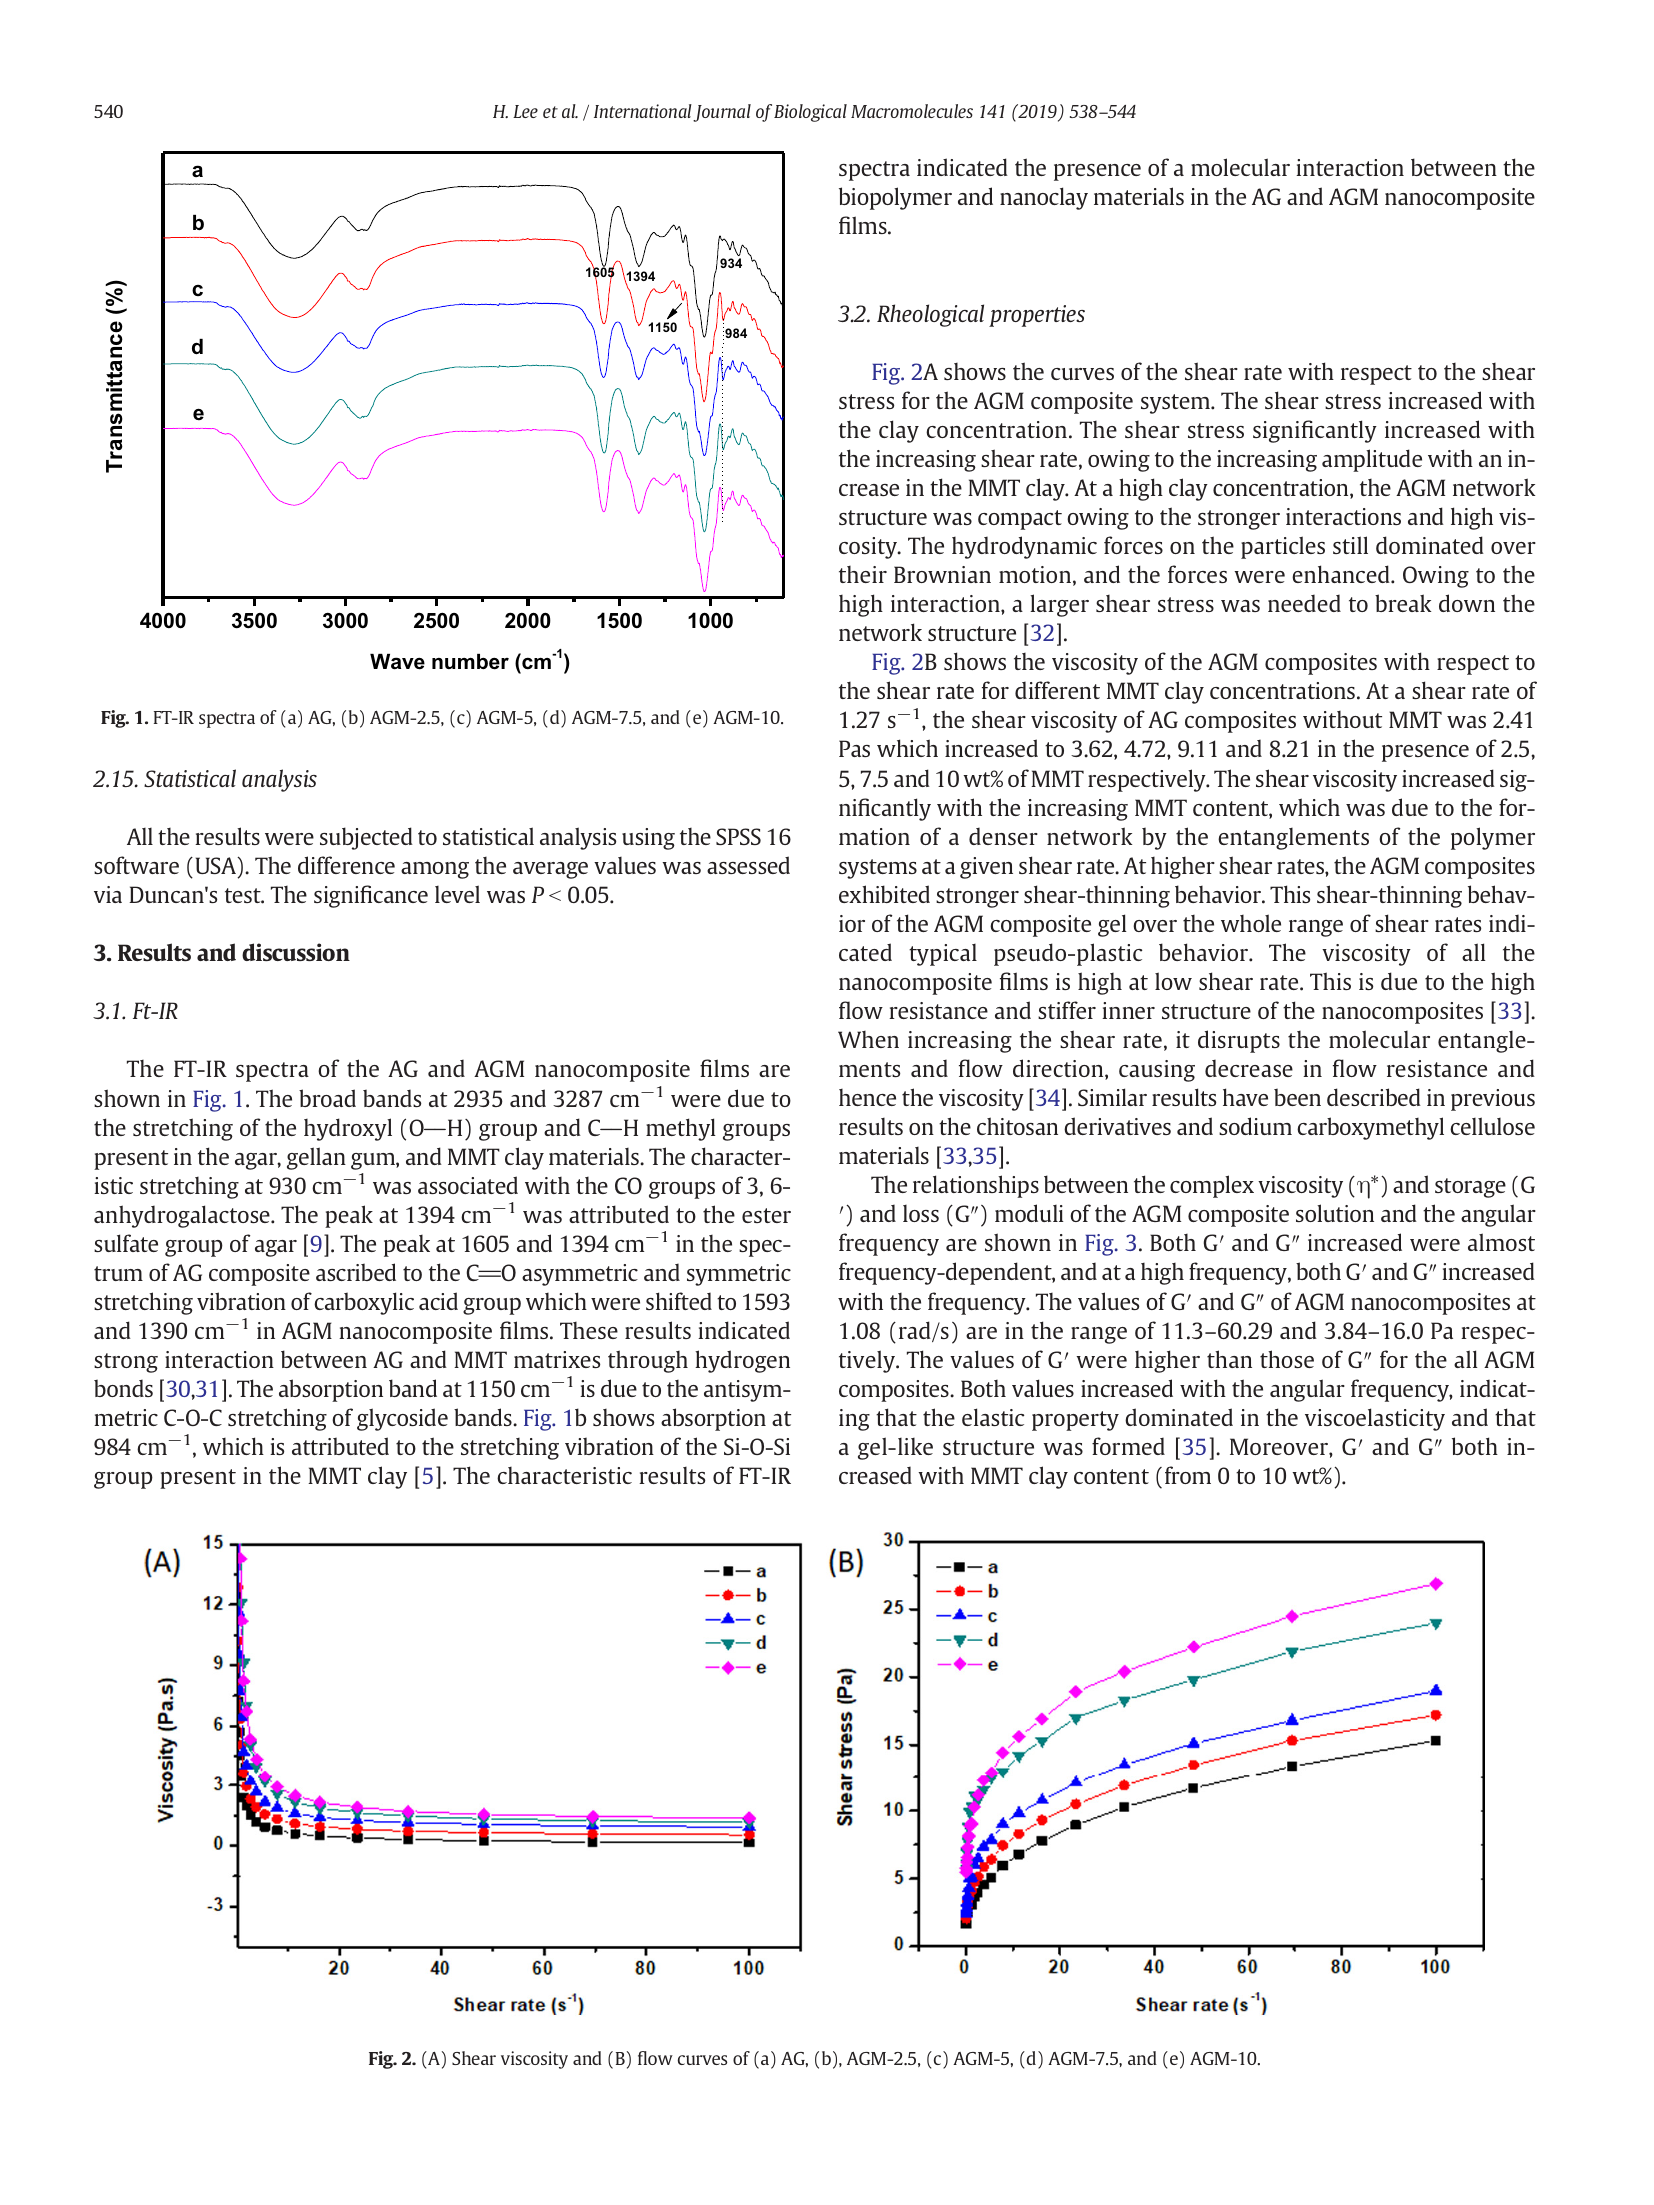 540
H. Lee et al. / International Journal of Biological Macromolecules 141 (2019) 538–544
a
b
c
d
e
1605
1394
1150
934
984
Transmittance (%)
4000 3500 3000 2500 2000 1500 1000
Wave number (cm-1)
Fig. 1. FT-IR spectra of (a) AG, (b) AGM-2.5, (c) AGM-5, (d) AGM-7.5, and (e) AGM-10.
2.15. Statistical analysis
All the results were subjected to statistical analysis using the SPSS 16
software (USA). The difference among the average values was assessed
via Duncan's test. The significance level was P < 0.05.
3. Results and discussion
3.1. Ft-IR
The FT-IR spectra of the AG and AGM nanocomposite films are
shown in Fig. 1. The broad bands at 2935 and 3287 cm−1 were due to
the stretching of the hydroxyl (O—H) group and C—H methyl groups
present in the agar, gellan gum, and MMT clay materials. The character-
istic stretching at 930 cm−1 was associated with the CO groups of 3, 6-
anhydrogalactose. The peak at 1394 cm−1 was attributed to the ester
sulfate group of agar [9]. The peak at 1605 and 1394 cm−1 in the spec-
trum of AG composite ascribed to the C=O asymmetric and symmetric
stretching vibration of carboxylic acid group which were shifted to 1593
and 1390 cm−1 in AGM nanocomposite films. These results indicated
strong interaction between AG and MMT matrixes through hydrogen
bonds [30,31]. The absorption band at 1150 cm−1 is due to the antisym-
metric C-O-C stretching of glycoside bands. Fig. 1b shows absorption at
984 cm−1, which is attributed to the stretching vibration of the Si-O-Si
group present in the MMT clay [5]. The characteristic results of FT-IR
spectra indicated the presence of a molecular interaction between the
biopolymer and nanoclay materials in the AG and AGM nanocomposite
films.
3.2. Rheological properties
Fig. 2A shows the curves of the shear rate with respect to the shear
stress for the AGM composite system. The shear stress increased with
the clay concentration. The shear stress significantly increased with
the increasing shear rate, owing to the increasing amplitude with an in-
crease in the MMT clay. At a high clay concentration, the AGM network
structure was compact owing to the stronger interactions and high vis-
cosity. The hydrodynamic forces on the particles still dominated over
their Brownian motion, and the forces were enhanced. Owing to the
high interaction, a larger shear stress was needed to break down the
network structure [32].
Fig. 2B shows the viscosity of the AGM composites with respect to
the shear rate for different MMT clay concentrations. At a shear rate of
1.27 s−1, the shear viscosity of AG composites without MMT was 2.41
Pas which increased to 3.62, 4.72, 9.11 and 8.21 in the presence of 2.5,
5, 7.5 and 10 wt% of MMT respectively. The shear viscosity increased sig-
nificantly with the increasing MMT content, which was due to the for-
mation of a denser network by the entanglements of the polymer
systems at a given shear rate. At higher shear rates, the AGM composites
exhibited stronger shear-thinning behavior. This shear-thinning behav-
ior of the AGM composite gel over the whole range of shear rates indi-
cated typical pseudo-plastic behavior. The viscosity of all the
nanocomposite films is high at low shear rate. This is due to the high
flow resistance and stiffer inner structure of the nanocomposites [33].
When increasing the shear rate, it disrupts the molecular entangle-
ments and flow direction, causing decrease in flow resistance and
hence the viscosity [34]. Similar results have been described in previous
results on the chitosan derivatives and sodium carboxymethyl cellulose
materials [33,35].
The relationships between the complex viscosity (η*) and storage (G
′) and loss (G″) moduli of the AGM composite solution and the angular
frequency are shown in Fig. 3. Both G′ and G″ increased were almost
frequency-dependent, and at a high frequency, both G′ and G″ increased
with the frequency. The values of G′ and G″ of AGM nanocomposites at
1.08 (rad/s) are in the range of 11.3–60.29 and 3.84–16.0 Pa respec-
tively. The values of G′ were higher than those of G″ for the all AGM
composites. Both values increased with the angular frequency, indicat-
ing that the elastic property dominated in the viscoelasticity and that
a gel-like structure was formed [35]. Moreover, G′ and G″ both in-
creased with MMT clay content (from 0 to 10 wt%).
(A)
15
12
9
6
3
0
-3
Viscosity (Pa.s)
a
b
c
d
e
20 40 60 80 100
Shear rate (s-1)
(B)
30
25
20
15
10
5
0
Shear stress (Pa)
a
b
c
d
e
0 20 40 60 80 100
Shear rate (s-1)
Fig. 2. (A) Shear viscosity and (B) flow curves of (a) AG, (b), AGM-2.5, (c) AGM-5, (d) AGM-7.5, and (e) AGM-10.